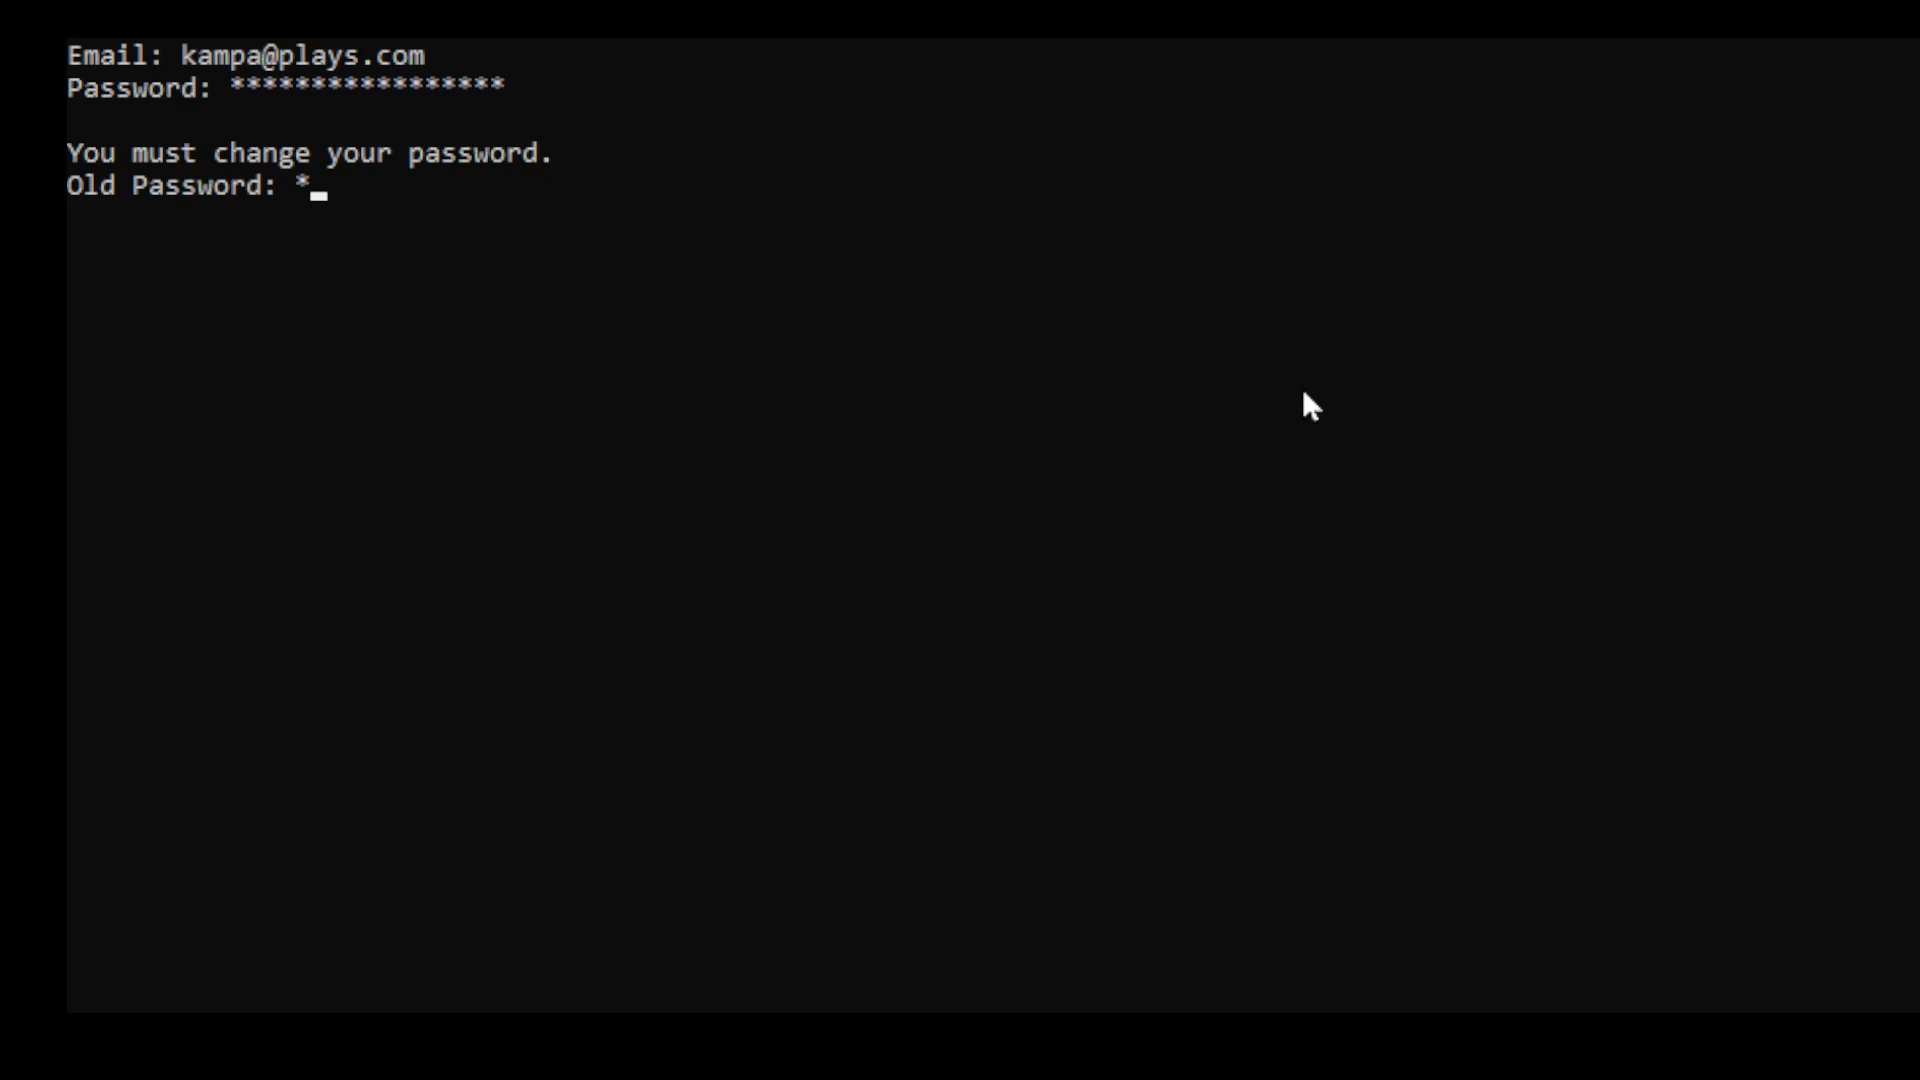 Email: kampa@plays.com
Password: *****************
You must change your password.
Old Password: *